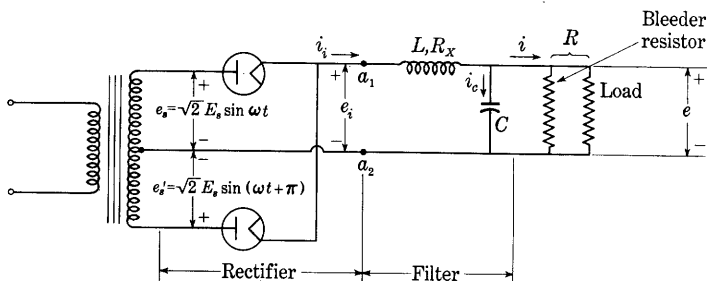 Bleeder
resistor
i_i
L, R_X
i
R
+
a_1
i_c
+
+
e_s = √2 E_s sin ωt
e_i
C
Load
e
−
−
−
−
a_2
−
e_s′ = √2 E_s sin (ωt + π)
+
Rectifier
Filter